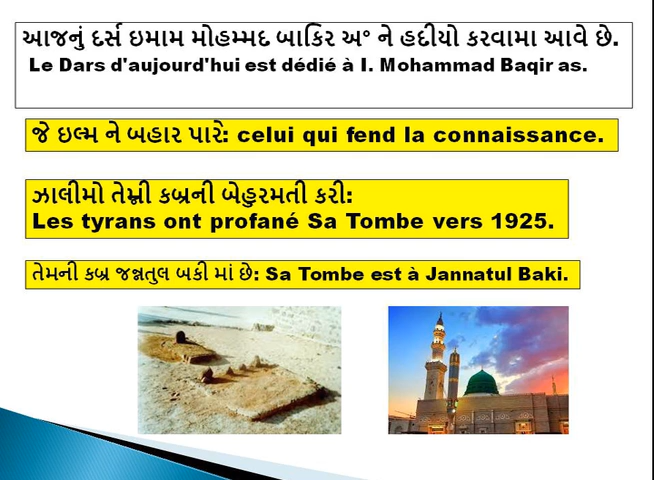 આજનું દર્સ ઇમામ મોહમ્મદ બાકિર અ° ને હદીયો કરવામા આવે છે.
Le Dars d'aujourd'hui est dédié à I. Mohammad Baqir as.
જે ઇલ્મ ને બહાર પારે: celui qui fend la connaissance.
ઝાલીમો તેમ્ની કબ્રની બેહુરમતી કરી:
Les tyrans ont profané Sa Tombe vers 1925.
તેમની કબ્ર જન્નતુલ બકી માં છે: Sa Tombe est à Jannatul Baki.